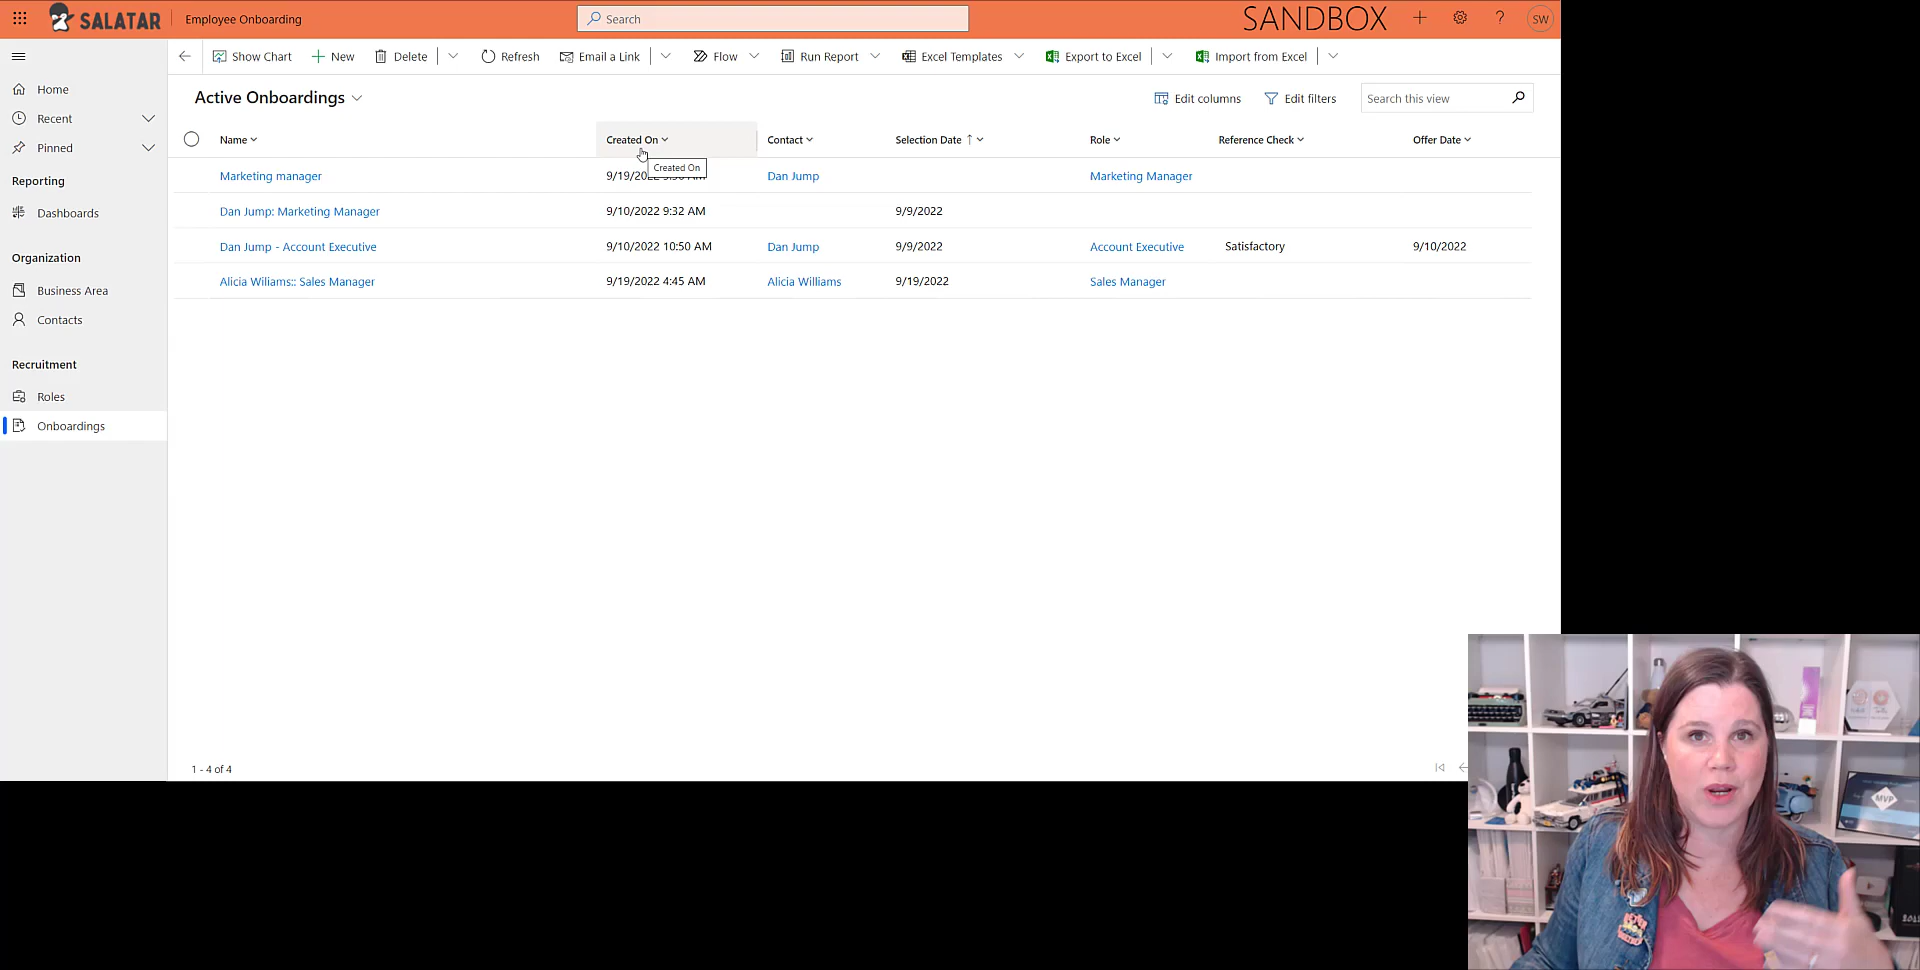 SALATAR
Employee Onboarding
Search
SANDBOX
SW
Show Chart
New
Delete
Refresh
Email a Link
Flow
Run Report
Excel Templates
Export to Excel
Import from Excel
Home
Recent
Pinned
Reporting
Dashboards
Organization
Business Area
Contacts
Recruitment
Roles
Onboardings
Active Onboardings
Edit columns
Edit filters
Search this view
Name Created On Contact Selection Date Role Reference Check Offer Date
Created On
Marketing manager Dan Jump Marketing Manager
Dan Jump: Marketing Manager 9/10/2022 9:32 AM 9/9/2022
Dan Jump - Account Executive 9/10/2022 10:50 AM Dan Jump 9/9/2022 Account Executive Satisfactory 9/10/2022
Alicia Wiliams:: Sales Manager 9/19/2022 4:45 AM Alicia Williams 9/19/2022 Sales Manager
1 - 4 of 4
MVP